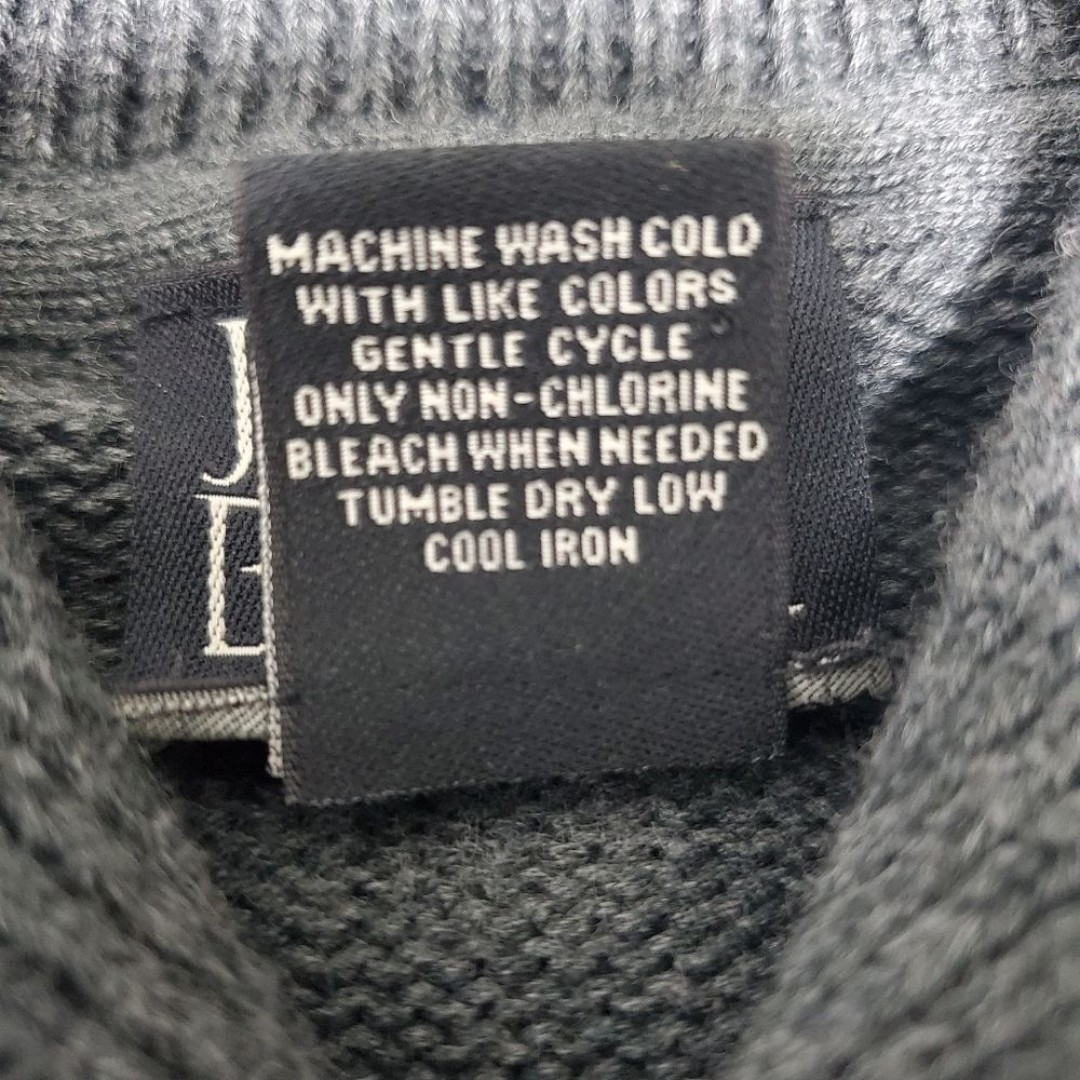 MACHINE WASH COLD
WITH LIKE COLORS
GENTLE CYCLE
ONLY NON-CHLORINE
BLEACH WHEN NEEDED
TUMBLE DRY LOW
COOL IRON